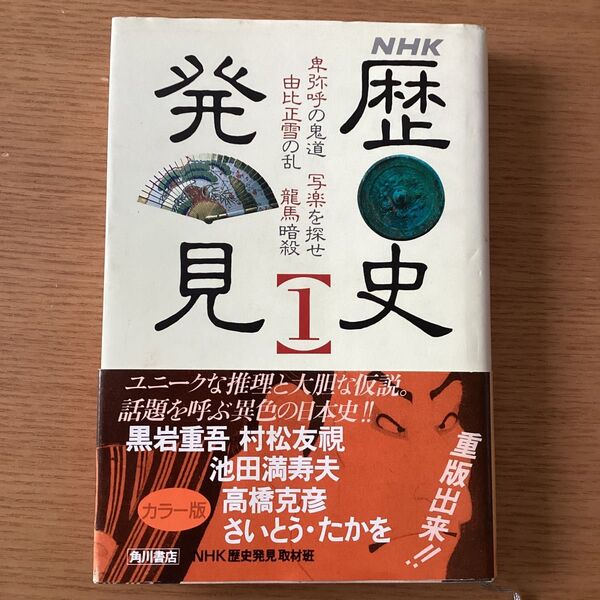 NHK
歴史
発見
卑弥呼の鬼道 写楽を探せ
由比正雪の乱 龍馬暗殺
【1】
ユニークな推理と大胆な仮説。
話題を呼ぶ異色の日本史!!
黒岩重吾 村松友視
池田満寿夫
高橋克彦
さいとう・たかを
重版出来!!
カラー版
角川書店
NHK歴史発見取材班